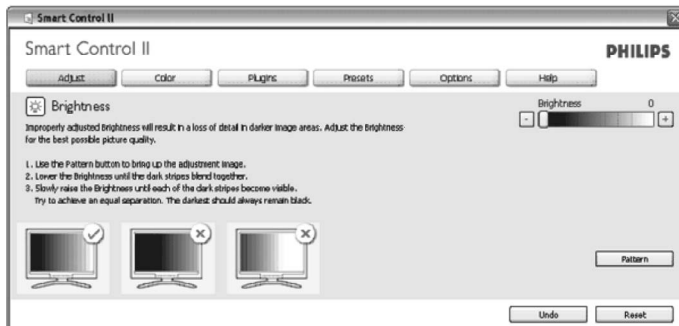 Smart Control II
Smart Control II
PHILIPS
Adjust Color Plugins Presets Options Help
Brightness
Brightness 0
Improperly adjusted Brightness will result in a loss of detail in darker image areas. Adjust the Brightness
for the best possible picture quality.
- +
1. Use the Pattern button to bring up the adjustment image.
2. Lower the Brightness until the dark stripes blend together.
3. Slowly raise the Brightness until each of the dark stripes become visible.
Try to achieve an equal separation. The darkest should always remain black.
Pattern
Undo Reset